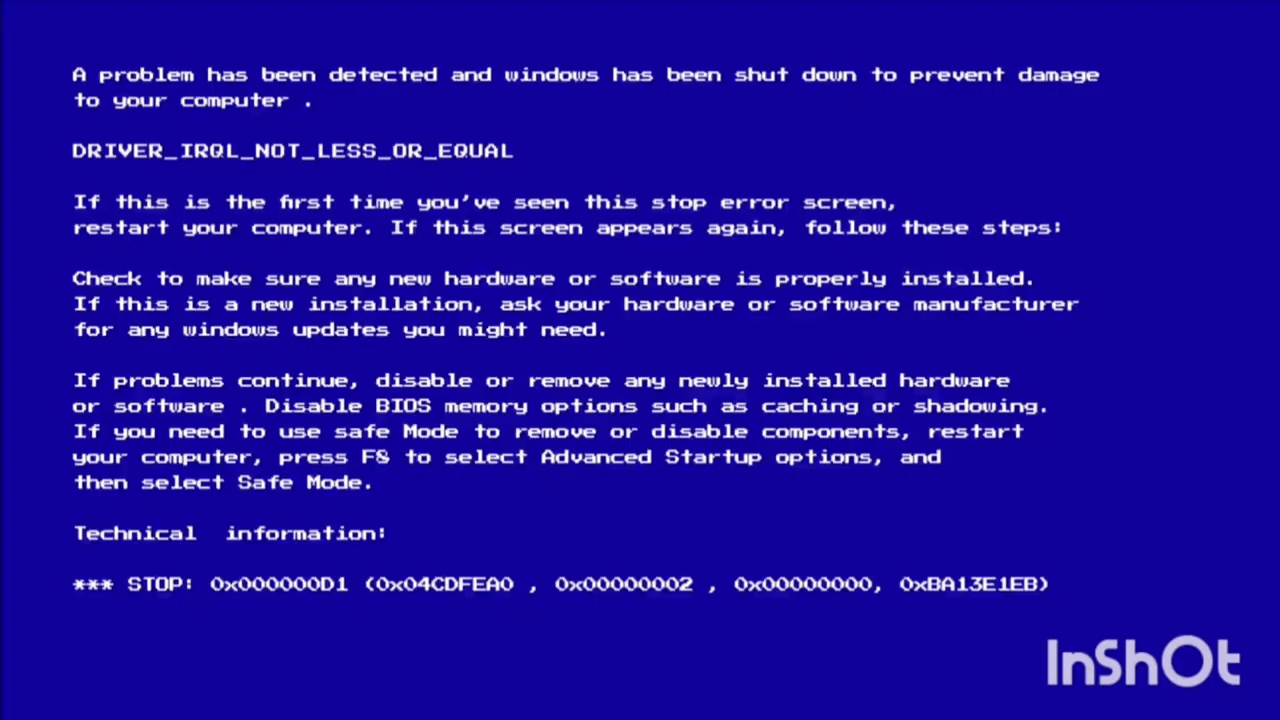 A problem has been detected and windows has been shut down to prevent damage
to your computer .
DRIVER_IRQL_NOT_LESS_OR_EQUAL
If this is the first time you've seen this stop error screen,
restart your computer. If this screen appears again, follow these steps:
Check to make sure any new hardware or software is properly installed.
If this is a new installation, ask your hardware or software manufacturer
for any windows updates you might need.
If problems continue, disable or remove any newly installed hardware
or software . Disable BIOS memory options such as caching or shadowing.
If you need to use safe Mode to remove or disable components, restart
your computer, press F& to select Advanced Startup options, and
then select Safe Mode.
Technical  information:
*** STOP: 0x000000D1 (0x04CDFEA0 , 0x00000002 , 0x00000000, 0xBA13E1EB)
InShOt